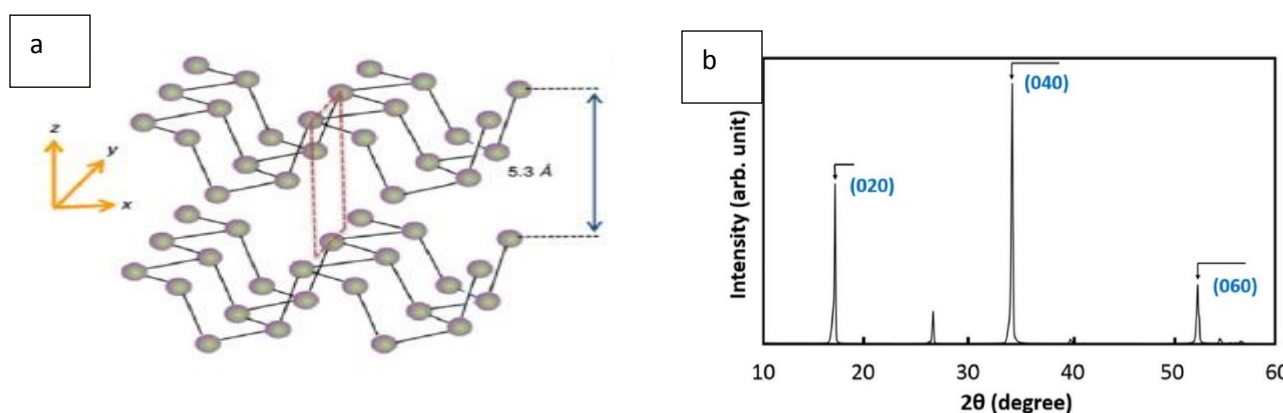 a
z
y
x
5.3 Å
b
Intensity (arb. unit)
(020)
(040)
(060)
10 20 30 40 50 60
2θ (degree)